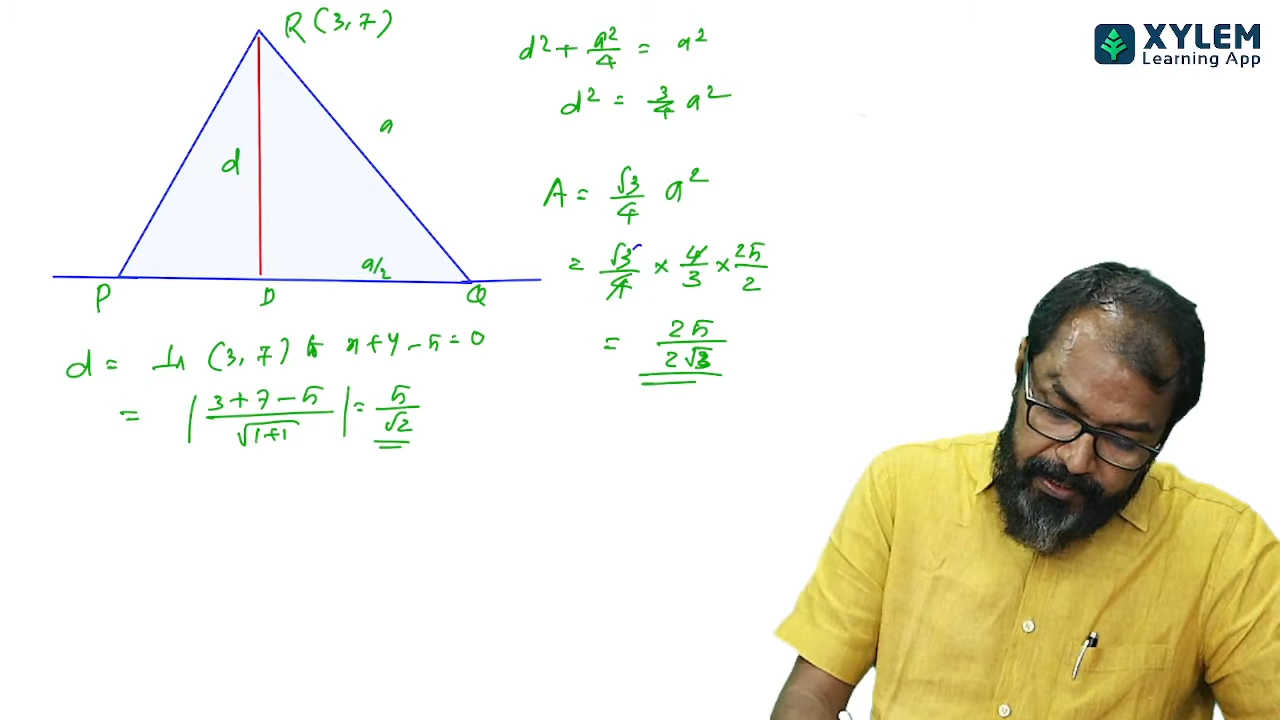 XYLEM
Learning App
R (3, 7)
d
a
a/2
P
D
Q
d = ⊥r (3, 7) to x + y - 5 = 0
= |(3 + 7 - 5)/√(1+1)| = 5/√2
d² + a²/4 = a²
d² = 3/4 a²
A = √3/4 a²
= √3/4 × 4/3 × 25/2
= 25/(2√3)